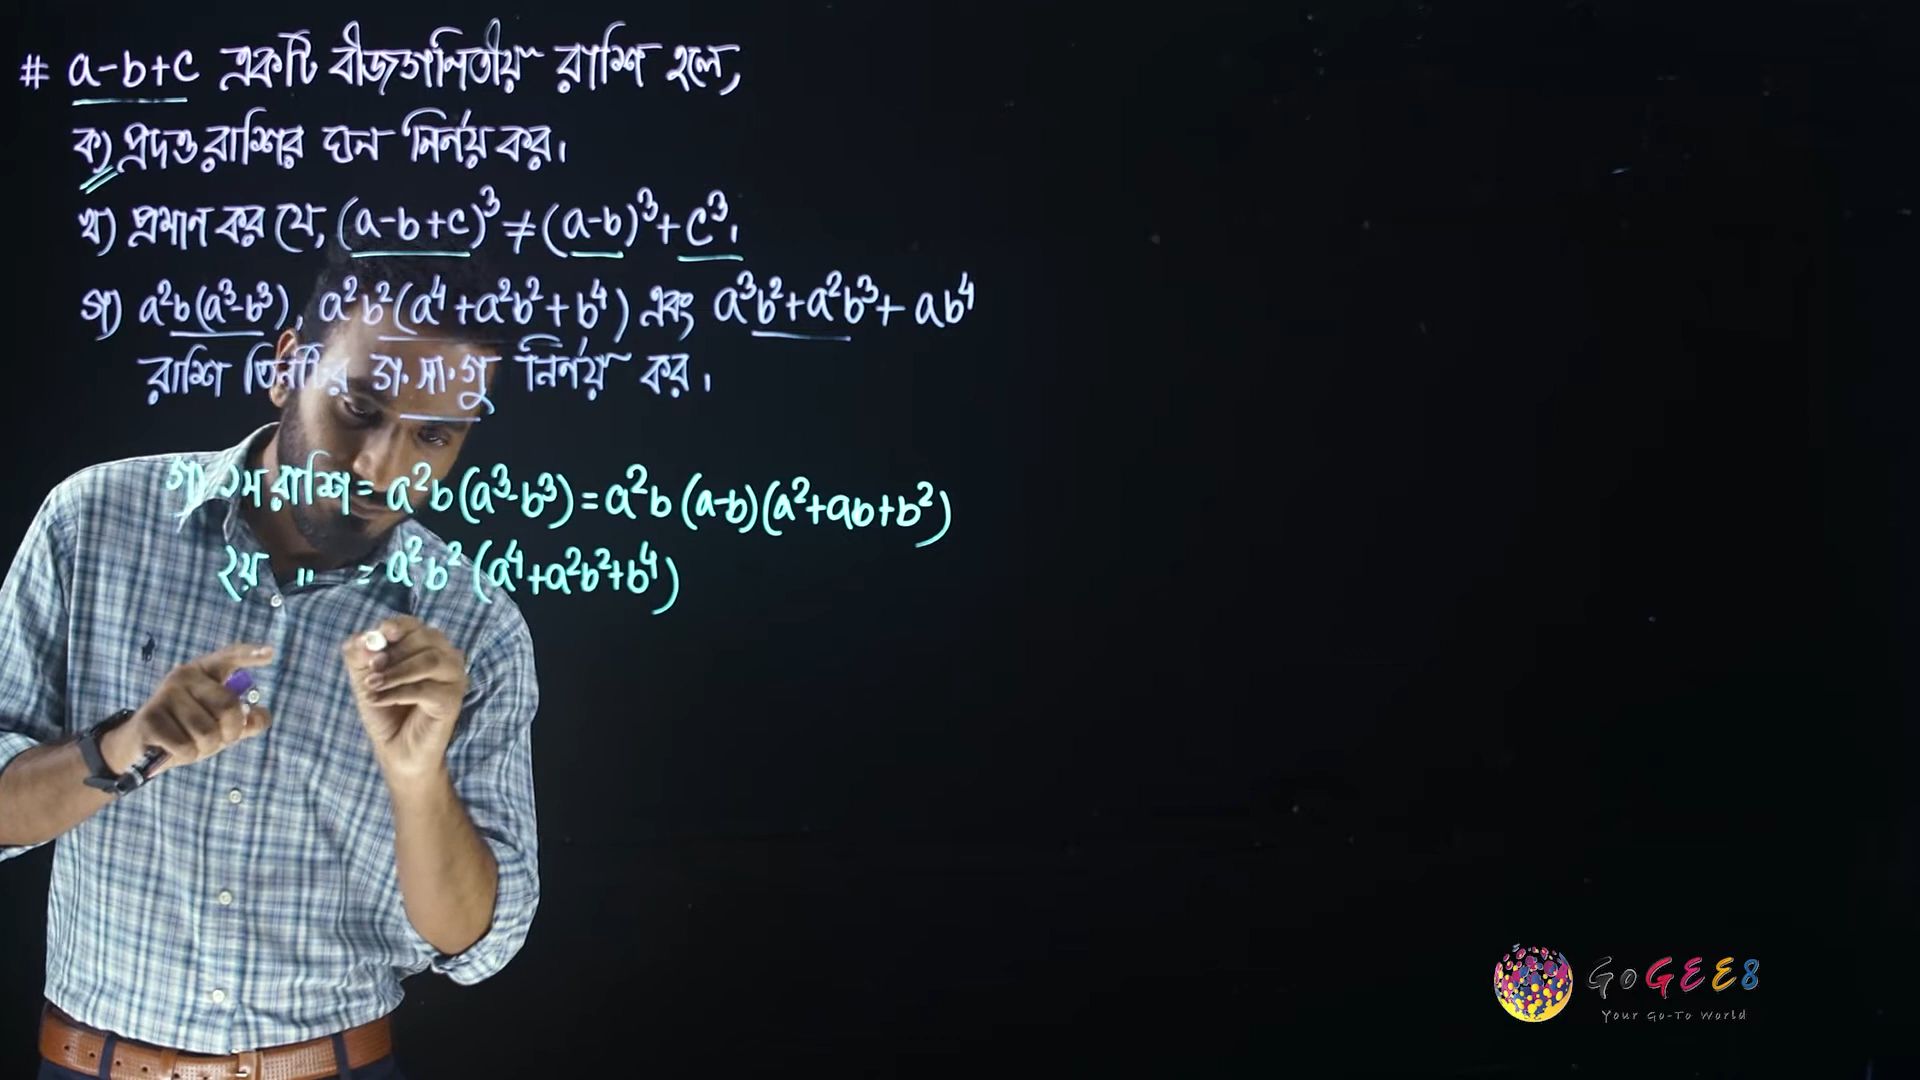 # a-b+c একটি বীজগনিতীয় রাশি হলে,
ক) প্রদত্ত রাশির ঘন নির্নয় কর।
খ) প্রমান কর যে, (a-b+c)³ ≠ (a-b)³ + c³।
গ) a²b(a³-b³), a²b²(a⁴+a²b²+b⁴) এবং a³b²+a²b³+ab⁴
রাশি তিনটির গ.সা.গু নির্ণয় কর।
গ) ১ম রাশি = a²b(a³-b³) = a²b(a-b)(a²+ab+b²)
২য় " = a²b²(a⁴+a²b²+b⁴)
GoGEE8
Your Go-To World